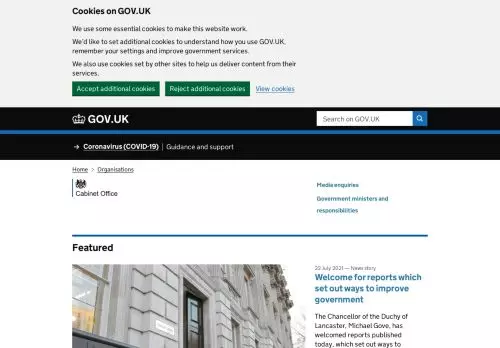 Cookies on GOV.UK
We use some essential cookies to make this website work.
We'd like to set additional cookies to understand how you use GOV.UK,
remember your settings and improve government services.
We also use cookies set by other sites to help us deliver content from their
services.
Accept additional cookies Reject additional cookies View cookies
GOV.UK Search on GOV.UK
→ Coronavirus (COVID-19) Guidance and support
Home > Organisations
Cabinet Office
Media enquiries
Government ministers and
responsibilities
Featured
22 July 2021 — News story
Welcome for reports which
set out ways to improve
government
The Chancellor of the Duchy of
Lancaster, Michael Gove, has
welcomed reports published
today, which set out ways to